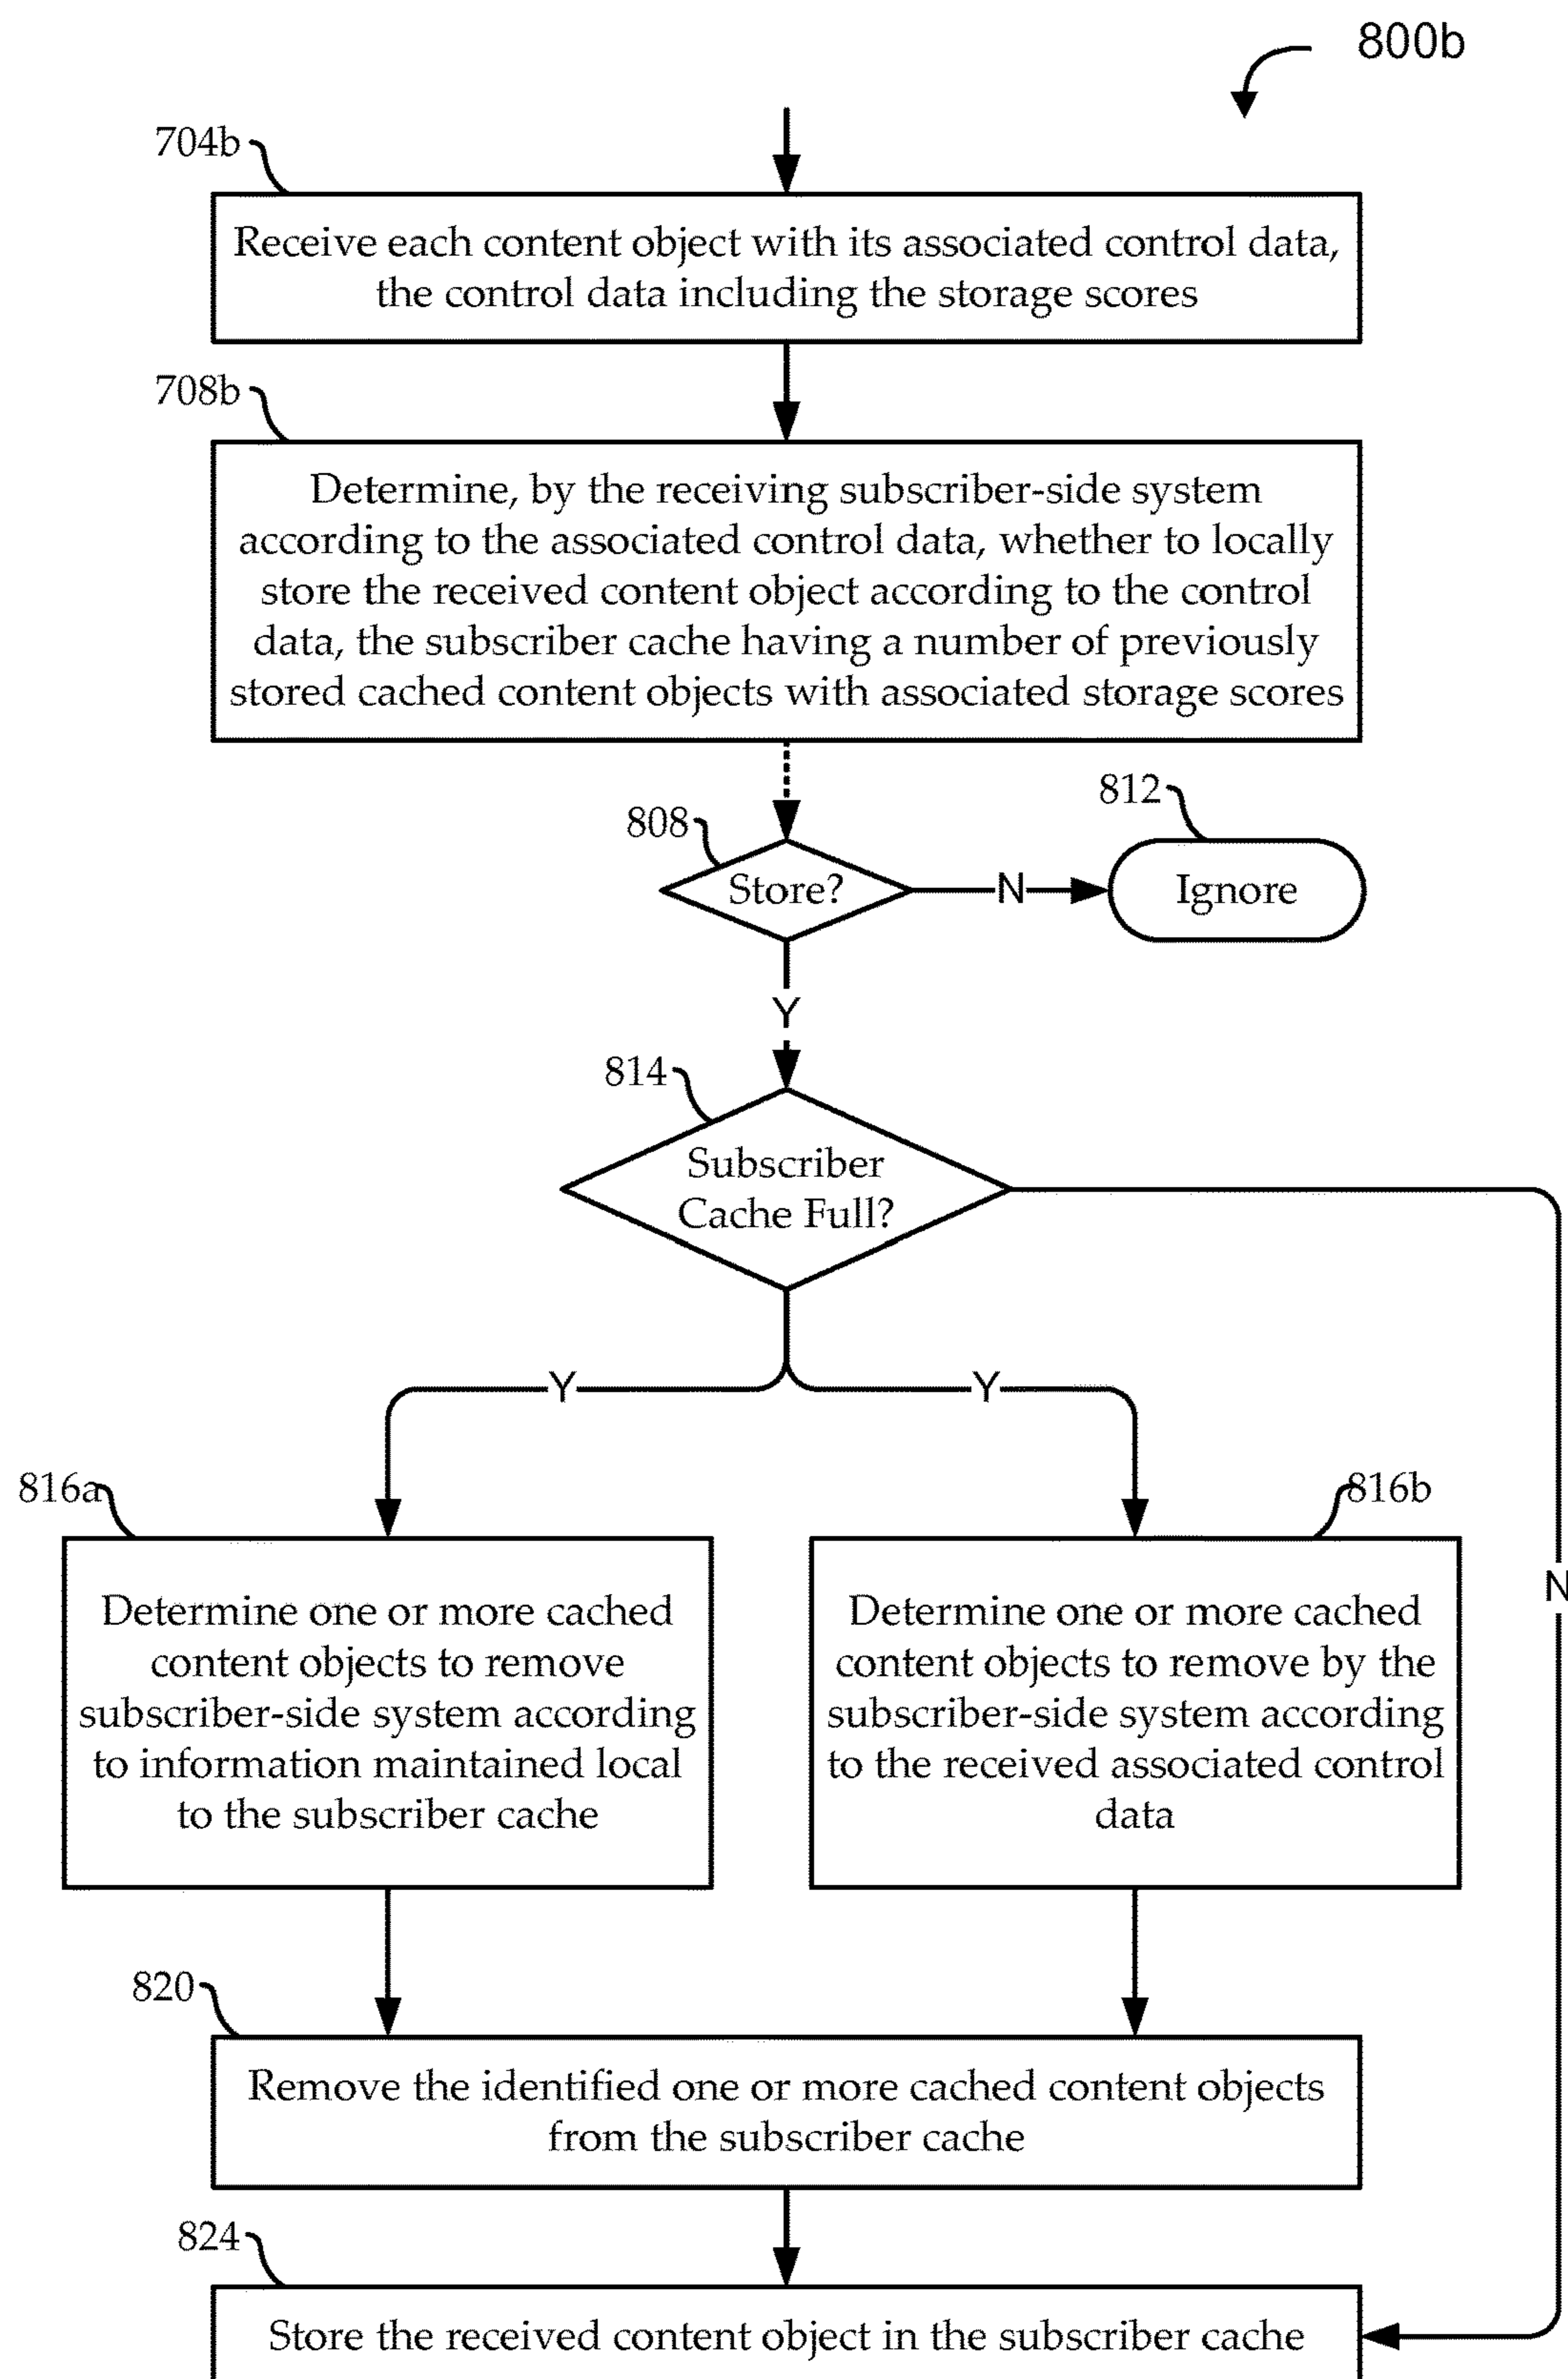 800b
704b
Receive each content object with its associated control data,
the control data including the storage scores
708b
Determine, by the receiving subscriber-side system
according to the associated control data, whether to locally
store the received content object according to the control
data, the subscriber cache having a number of previously
stored cached content objects with associated storage scores
812
808
Store?
N
Ignore
Y
814
Subscriber
Cache Full?
Y
Y
816a
816b
N
Determine one or more cached
content objects to remove
subscriber-side system according
to information maintained local
to the subscriber cache
Determine one or more cached
content objects to remove by the
subscriber-side system according
to the received associated control
data
820
Remove the identified one or more cached content objects
from the subscriber cache
824
Store the received content object in the subscriber cache